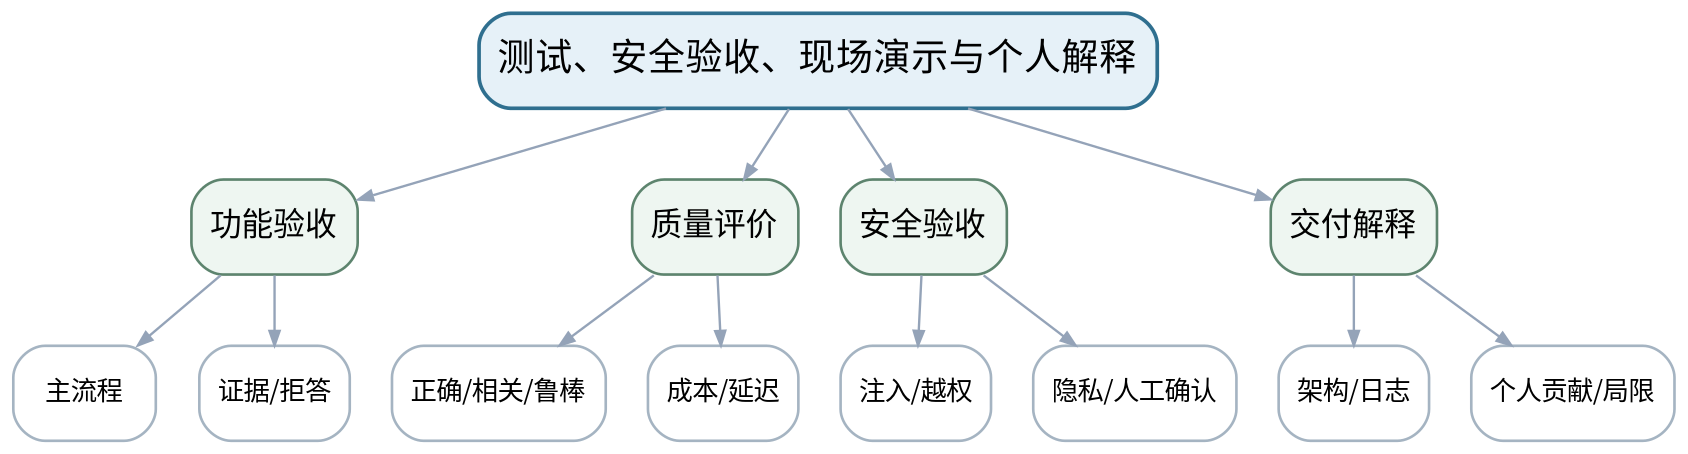 测试、安全验收、现场演示与个人解释
功能验收
质量评价
安全验收
交付解释
主流程
证据/拒答
正确/相关/鲁棒
成本/延迟
注入/越权
隐私/人工确认
架构/日志
个人贡献/局限